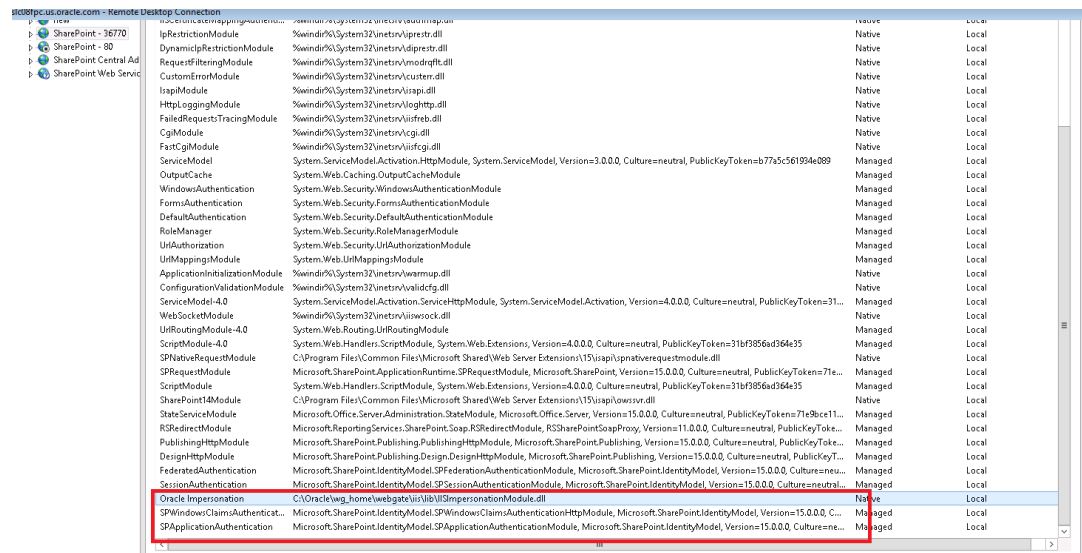 slc08fpc.us.oracle.com - Remote Desktop Connection
new
SharePoint - 36770
SharePoint - 80
SharePoint Central Ad
SharePoint Web Servic
IisCertificateMappingAuthenti... %windir%\System32\inetsrv\authmap.dll Native Local
IpRestrictionModule %windir%\System32\inetsrv\iprestr.dll Native Local
DynamicIpRestrictionModule %windir%\System32\inetsrv\diprestr.dll Native Local
RequestFilteringModule %windir%\System32\inetsrv\modrqflt.dll Native Local
CustomErrorModule %windir%\System32\inetsrv\custerr.dll Native Local
IsapiModule %windir%\System32\inetsrv\isapi.dll Native Local
HttpLoggingModule %windir%\System32\inetsrv\loghttp.dll Native Local
FailedRequestsTracingModule %windir%\System32\inetsrv\iisfreb.dll Native Local
CgiModule %windir%\System32\inetsrv\cgi.dll Native Local
FastCgiModule %windir%\System32\inetsrv\iisfcgi.dll Native Local
ServiceModel System.ServiceModel.Activation.HttpModule, System.ServiceModel, Version=3.0.0.0, Culture=neutral, PublicKeyToken=b77a5c561934e089 Managed Local
OutputCache System.Web.Caching.OutputCacheModule Managed Local
WindowsAuthentication System.Web.Security.WindowsAuthenticationModule Managed Local
FormsAuthentication System.Web.Security.FormsAuthenticationModule Managed Local
DefaultAuthentication System.Web.Security.DefaultAuthenticationModule Managed Local
RoleManager System.Web.Security.RoleManagerModule Managed Local
UrlAuthorization System.Web.Security.UrlAuthorizationModule Managed Local
UrlMappingsModule System.Web.UrlMappingsModule Managed Local
ApplicationInitializationModule %windir%\System32\inetsrv\warmup.dll Native Local
ConfigurationValidationModule %windir%\System32\inetsrv\validcfg.dll Native Local
ServiceModel-4.0 System.ServiceModel.Activation.ServiceHttpModule, System.ServiceModel.Activation, Version=4.0.0.0, Culture=neutral, PublicKeyToken=31... Managed Local
WebSocketModule %windir%\System32\inetsrv\iiswsock.dll Native Local
UrlRoutingModule-4.0 System.Web.Routing.UrlRoutingModule Managed Local
ScriptModule-4.0 System.Web.Handlers.ScriptModule, System.Web.Extensions, Version=4.0.0.0, Culture=neutral, PublicKeyToken=31bf3856ad364e35 Managed Local
SPNativeRequestModule C:\Program Files\Common Files\Microsoft Shared\Web Server Extensions\15\isapi\spnativerequestmodule.dll Native Local
SPRequestModule Microsoft.SharePoint.ApplicationRuntime.SPRequestModule, Microsoft.SharePoint, Version=15.0.0.0, Culture=neutral, PublicKeyToken=71e... Managed Local
ScriptModule System.Web.Handlers.ScriptModule, System.Web.Extensions, Version=4.0.0.0, Culture=neutral, PublicKeyToken=31bf3856ad364e35 Managed Local
SharePoint14Module C:\Program Files\Common Files\Microsoft Shared\Web Server Extensions\15\isapi\owssvr.dll Native Local
StateServiceModule Microsoft.Office.Server.Administration.StateModule, Microsoft.Office.Server, Version=15.0.0.0, Culture=neutral, PublicKeyToken=71e9bce11... Managed Local
RSRedirectModule Microsoft.ReportingServices.SharePoint.Soap.RSRedirectModule, RSSharePointSoapProxy, Version=11.0.0.0, Culture=neutral, PublicKeyToke... Managed Local
PublishingHttpModule Microsoft.SharePoint.Publishing.PublishingHttpModule, Microsoft.SharePoint.Publishing, Version=15.0.0.0, Culture=neutral, PublicKeyToke... Managed Local
DesignHttpModule Microsoft.SharePoint.Publishing.Design.DesignHttpModule, Microsoft.SharePoint.Publishing, Version=15.0.0.0, Culture=neutral, PublicKeyT... Managed Local
FederatedAuthentication Microsoft.SharePoint.IdentityModel.SPFederationAuthenticationModule, Microsoft.SharePoint.IdentityModel, Version=15.0.0.0, Culture=neu... Managed Local
SessionAuthentication Microsoft.SharePoint.IdentityModel.SPSessionAuthenticationModule, Microsoft.SharePoint.IdentityModel, Version=15.0.0.0, Culture=neutral... Managed Local
Oracle Impersonation C:\Oracle\wg_home\webgate\iis\lib\IISImpersonationModule.dll Native Local
SPWindowsClaimsAuthenticat... Microsoft.SharePoint.IdentityModel.SPWindowsClaimsAuthenticationHttpModule, Microsoft.SharePoint.IdentityModel, Version=15.0.0.0, C... Managed Local
SPApplicationAuthentication Microsoft.SharePoint.IdentityModel.SPApplicationAuthenticationModule, Microsoft.SharePoint.IdentityModel, Version=15.0.0.0, Culture=ne... Managed Local